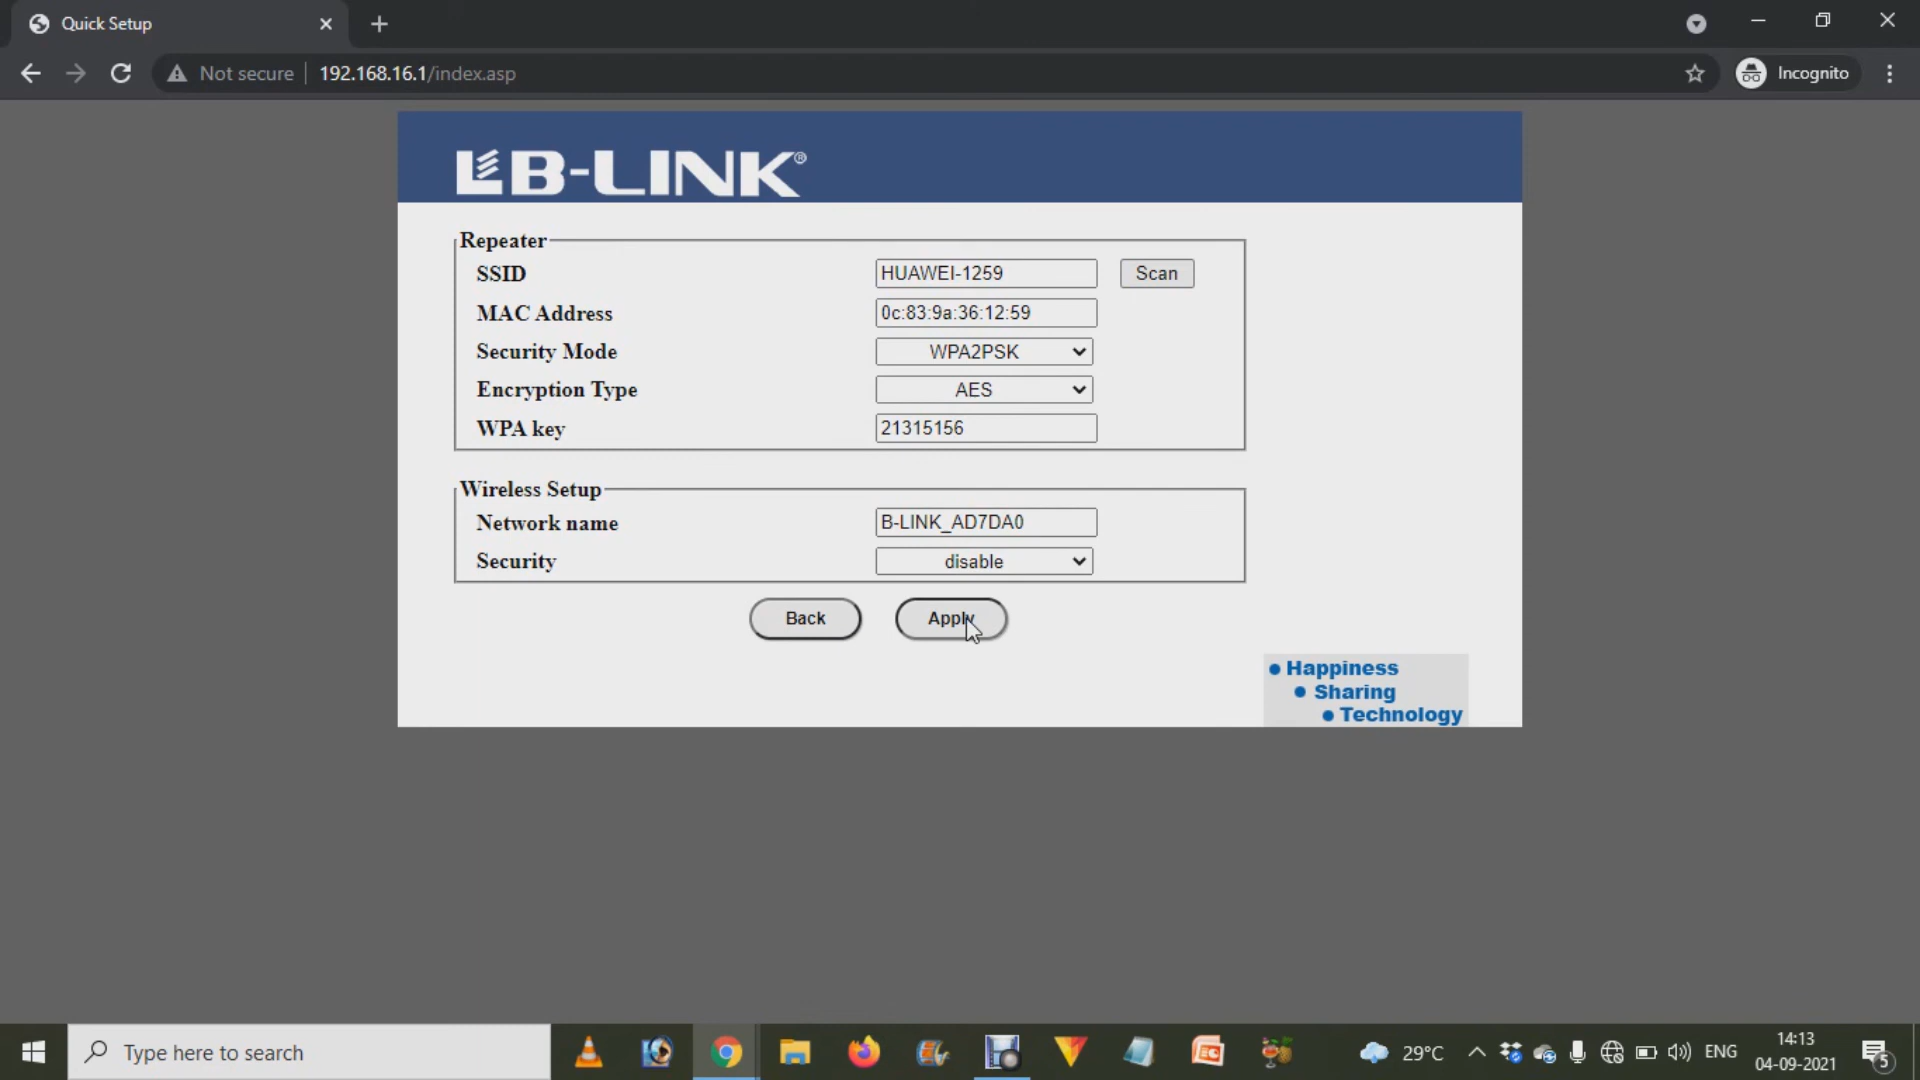 Quick Setup
Not secure 192.168.16.1/index.asp Incognito
LB-LINK®
Repeater
SSID HUAWEI-1259 Scan
MAC Address 0c:83:9a:36:12:59
Security Mode WPA2PSK
Encryption Type AES
WPA key 21315156
Wireless Setup
Network name B-LINK_AD7DA0
Security disable
Back Apply
Happiness
Sharing
Technology
Type here to search 29°C ENG 14:13
04-09-2021 5